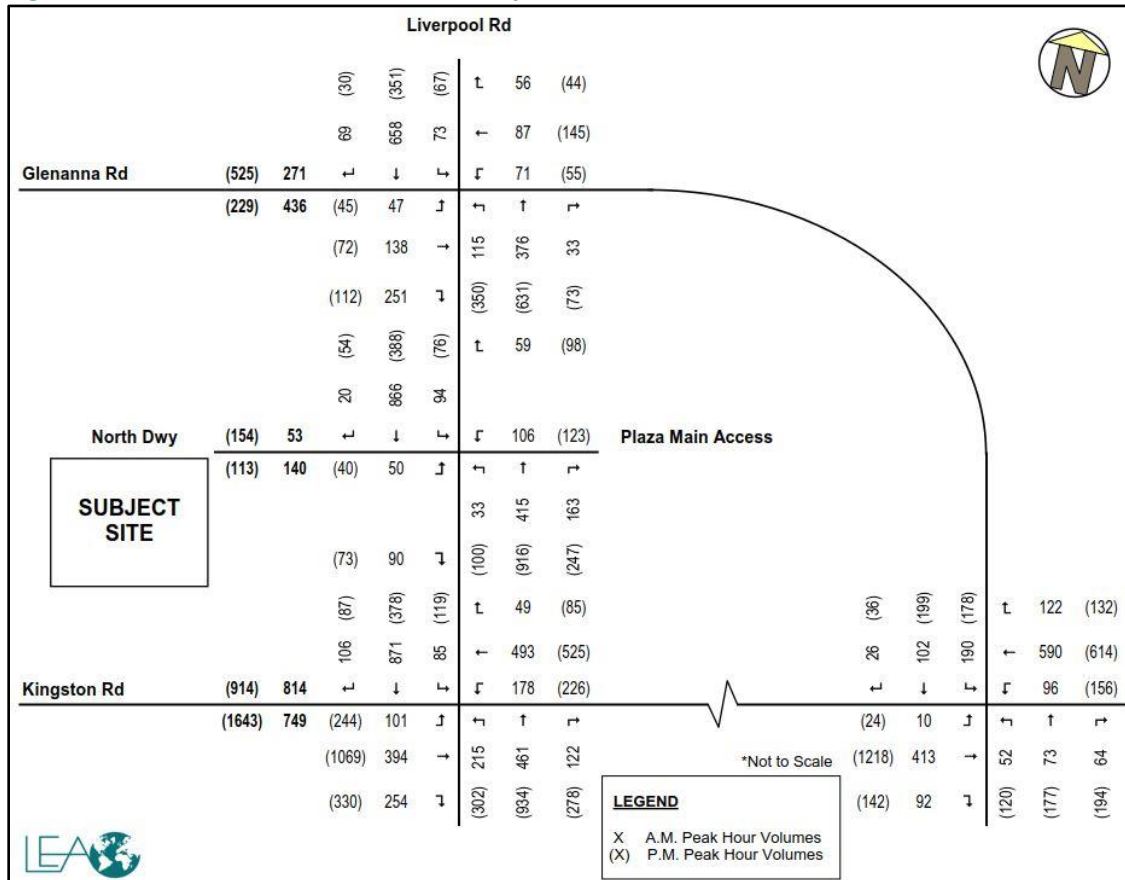 Liverpool Rd
N
(30) (351) (67) ↰ 56 (44)
69 658 73 ← 87 (145)
Glenanna Rd (525) 271 ↵ ↓ ↳ ↓ 71 (55)
(229) 436 (45) 47 ↑ ↰ ↑ ↱
(72) 138 → 115 376 33
(112) 251 ↴ (350) (631) (73)
(54) (388) (76) ↰ 59 (98)
20 866 94
North Dwy (154) 53 ↵ ↓ ↳ ↓ 106 (123) Plaza Main Access
(113) 140 (40) 50 ↑ ↰ ↑ ↱
SUBJECT
SITE
33 415 163
(73) 90 ↴ (100) (916) (247)
(87) (378) (119) ↰ 49 (85) (36) (199) (178) ↰ 122 (132)
106 871 85 ← 493 (525) 26 102 190 ← 590 (614)
Kingston Rd (914) 814 ↵ ↓ ↳ ↓ 178 (226) ↵ ↓ ↳ ↓ 96 (156)
(1643) 749 (244) 101 ↑ ↰ ↑ ↱ (24) 10 ↑ ↰ ↑ ↱
(1069) 394 → 215 461 122 *Not to Scale (1218) 413 → 52 73 64
(330) 254 ↴ (302) (934) (278) (142) 92 ↴ (120) (177) (194)
LEGEND
X A.M. Peak Hour Volumes
(X) P.M. Peak Hour Volumes
LEA